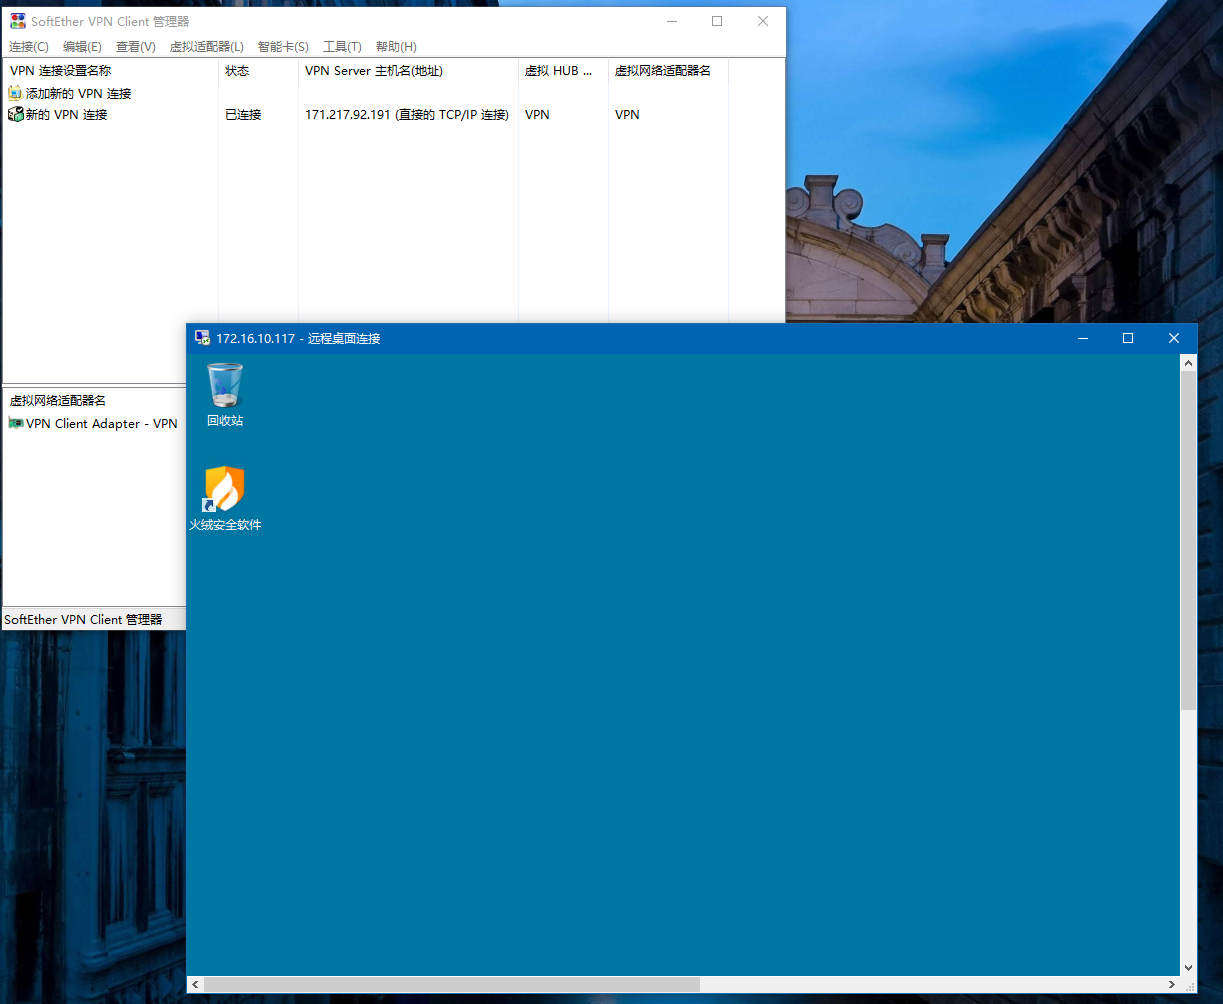 SoftEther VPN Client 管理器
连接(C) 编辑(E) 查看(V) 虚拟适配器(L) 智能卡(S) 工具(T) 帮助(H)
VPN 连接设置名称 状态 VPN Server 主机名(地址) 虚拟 HUB ... 虚拟网络适配器名
添加新的 VPN 连接
新的 VPN 连接 已连接 171.217.92.191 (直接的 TCP/IP 连接) VPN VPN
虚拟网络适配器名
VPN Client Adapter - VPN
SoftEther VPN Client 管理器
172.16.10.117 - 远程桌面连接
回收站
火绒安全软件